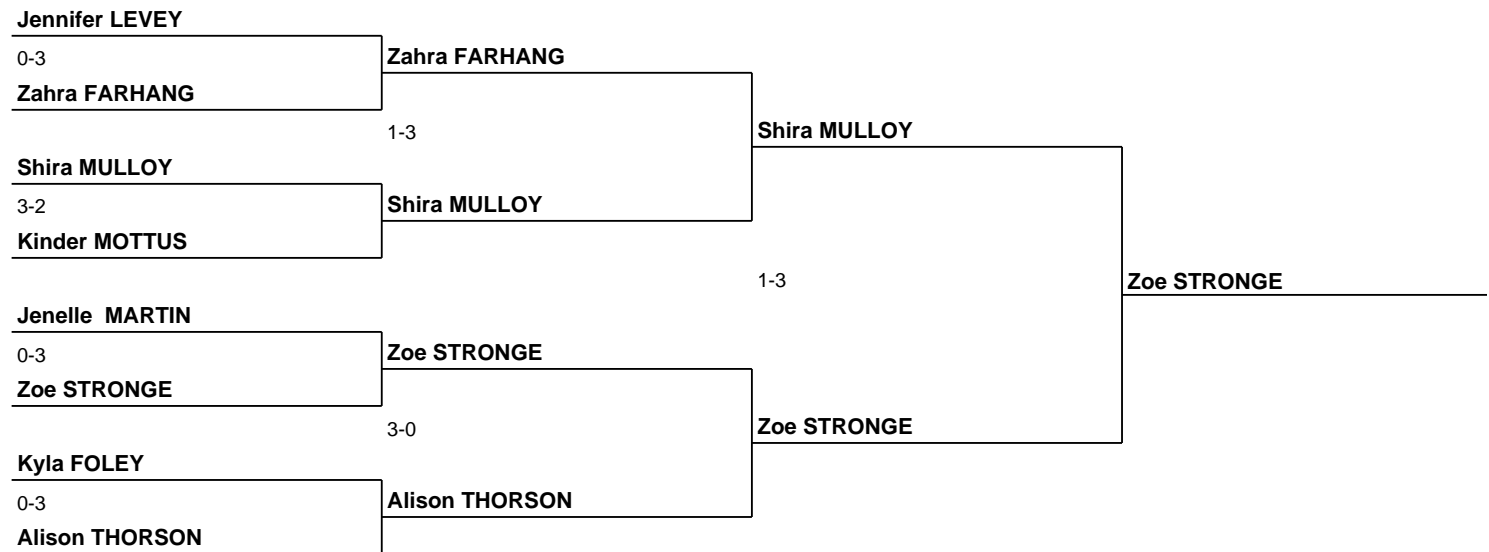 Jennifer LEVEY
0-3
Zahra FARHANG
Zahra FARHANG
1-3
Shira MULLOY
Shira MULLOY
3-2
Shira MULLOY
Kinder MOTTUS
1-3
Zoe STRONGE
Jenelle  MARTIN
0-3
Zoe STRONGE
Zoe STRONGE
3-0
Zoe STRONGE
Kyla FOLEY
0-3
Alison THORSON
Alison THORSON